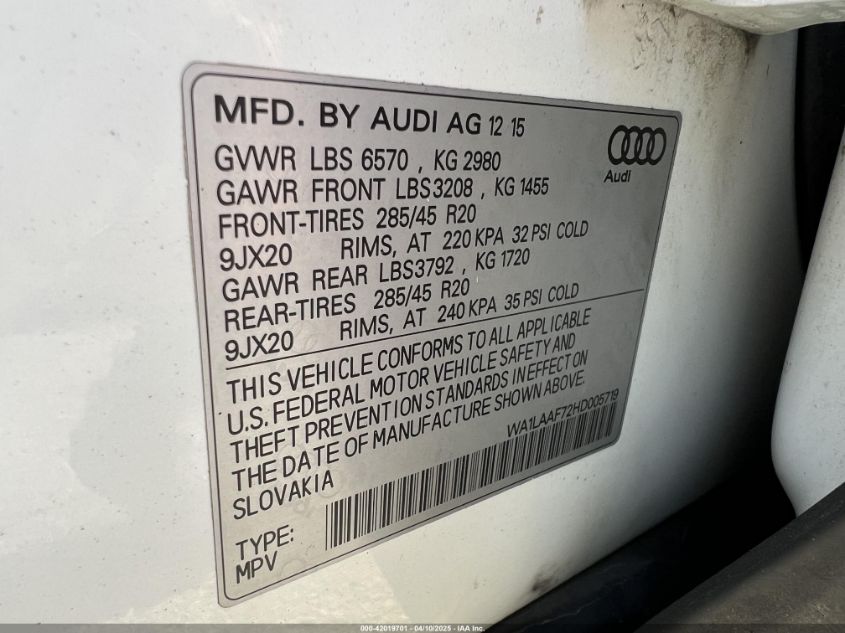 MFD. BY AUDI AG 12 15
GVWR LBS 6570 , KG 2980
GAWR FRONT LBS3208 , KG 1455
FRONT-TIRES 285/45 R20
9JX20 RIMS, AT 220 KPA 32 PSI COLD
GAWR REAR LBS3792 , KG 1720
REAR-TIRES 285/45 R20
9JX20 RIMS, AT 240 KPA 35 PSI COLD
Audi
THIS VEHICLE CONFORMS TO ALL APPLICABLE
U.S. FEDERAL MOTOR VEHICLE SAFETY AND
THEFT PREVENTION STANDARDS IN EFFECT ON
THE DATE OF MANUFACTURE SHOWN ABOVE.
SLOVAKIA
WA1LAAF72HD005719
TYPE:
MPV
000-42019701 - 04/10/2025 - IAA Inc.